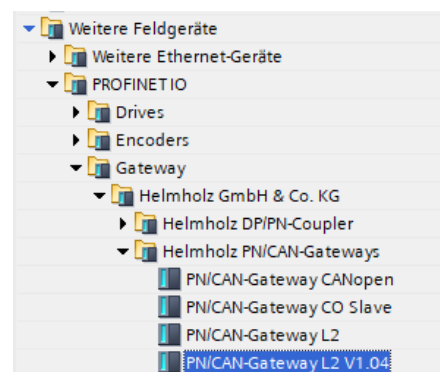 Weitere Feldgeräte
Weitere Ethernet-Geräte
PROFINET IO
Drives
Encoders
Gateway
Helmholz GmbH & Co. KG
Helmholz DP/PN-Coupler
Helmholz PN/CAN-Gateways
PN/CAN-Gateway CANopen
PN/CAN-Gateway CO Slave
PN/CAN-Gateway L2
PN/CAN-Gateway L2 V1.04